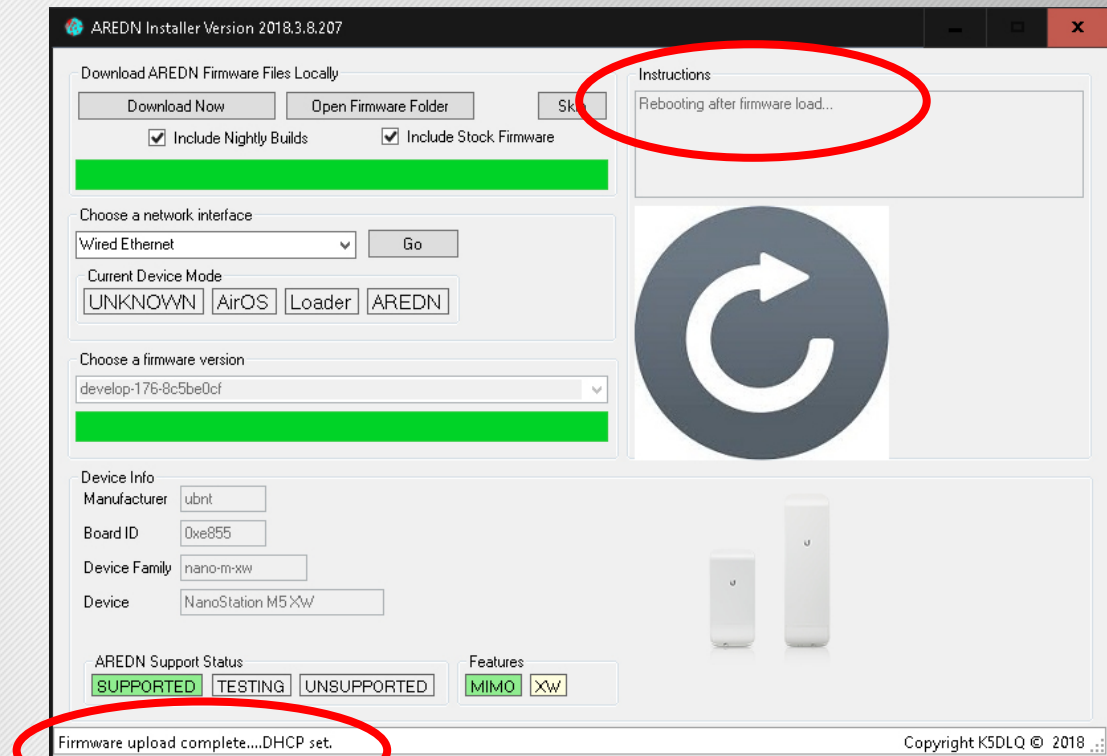 AREDN Installer Version 2018.3.8.207
Download AREDN Firmware Files Locally
Download Now
Open Firmware Folder
Include Nightly Builds
Include Stock Firmware
Instructions
Rebooting after firmware load...
Choose a network interface
Wired Ethernet
Go
Current Device Mode
UNKNOWN
AirOS
Loader
AREDN
Choose a firmware version
develop-176-8c5be0cf
Device Info
Manufacturer ubnt
Board ID 0xe855
Device Family nano-m-xw
Device NanoStation M5 XW
AREDN Support Status
SUPPORTED
TESTING
UNSUPPORTED
Features
MIMO
XW
Firmware upload complete....DHCP set.
Copyright K5DLQ © 2018